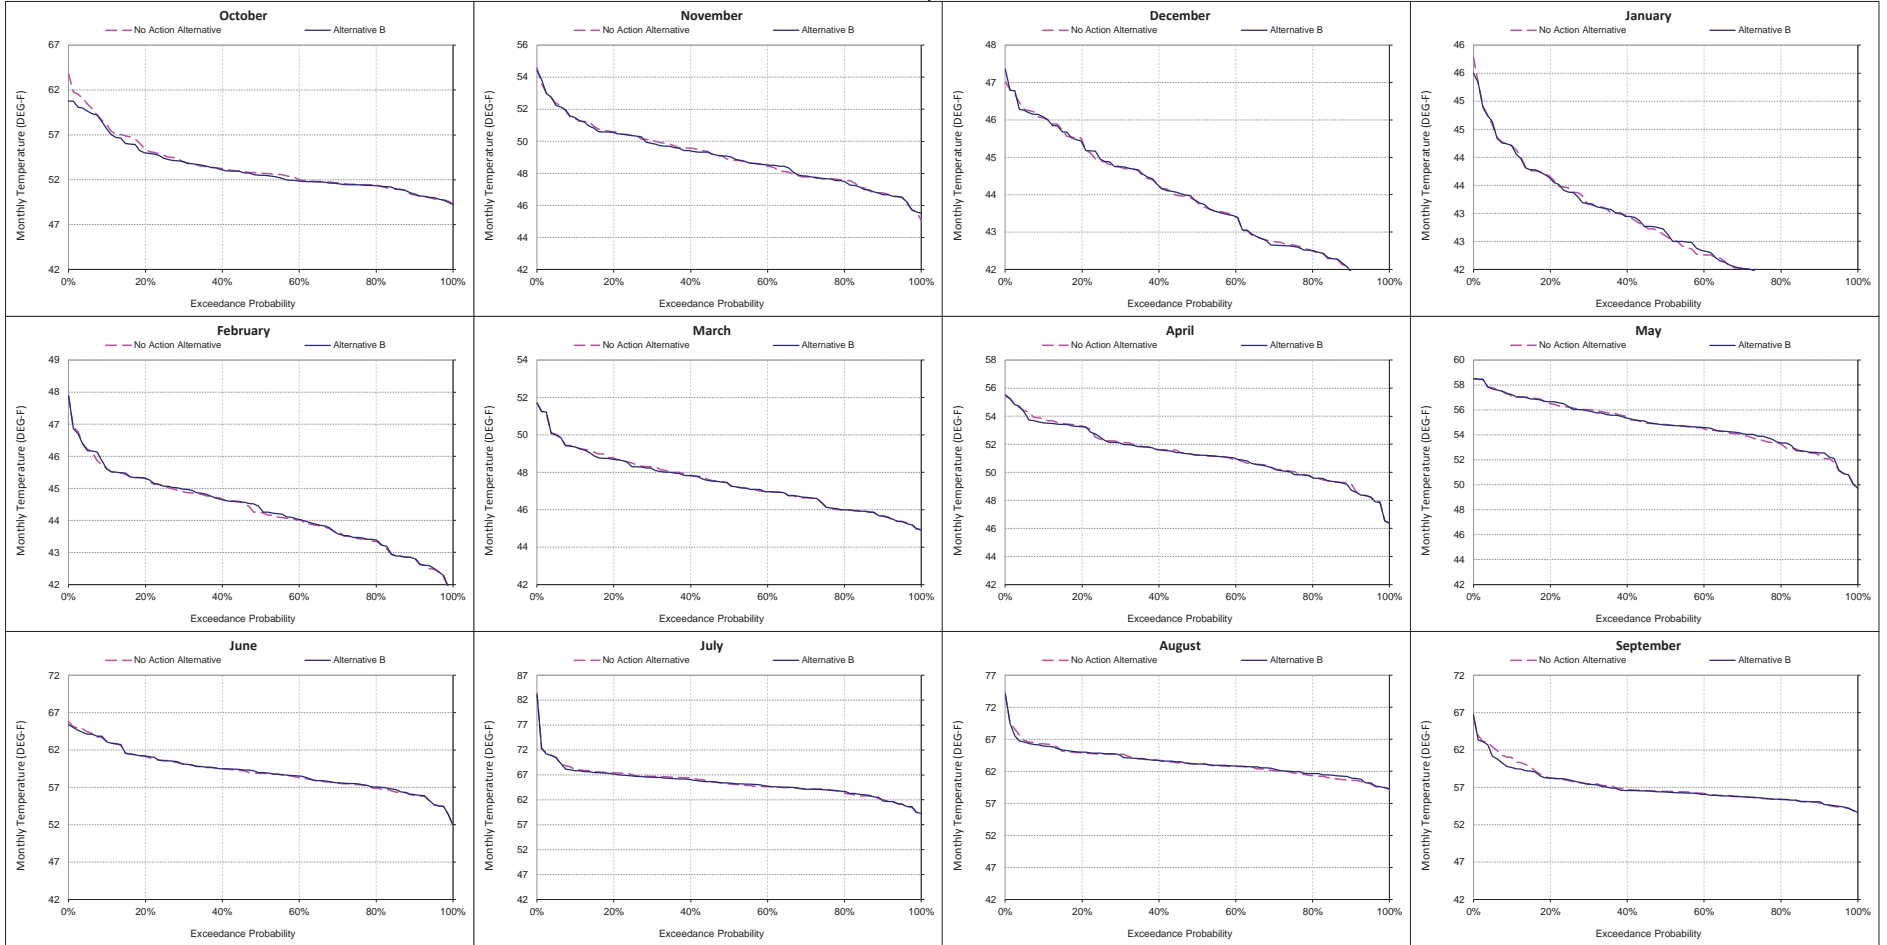 October
No Action Alternative Alternative B
Monthly Temperature (DEG-F)
67
62
57
52
47
42
0% 20% 40% 60% 80% 100%
Exceedance Probability
November
No Action Alternative Alternative B
Monthly Temperature (DEG-F)
56
54
52
50
48
46
44
42
0% 20% 40% 60% 80% 100%
Exceedance Probability
December
No Action Alternative Alternative B
Monthly Temperature (DEG-F)
48
47
46
45
44
43
42
0% 20% 40% 60% 80% 100%
Exceedance Probability
January
No Action Alternative Alternative B
Monthly Temperature (DEG-F)
46
46
45
45
44
44
43
43
42
0% 20% 40% 60% 80% 100%
Exceedance Probability
February
No Action Alternative Alternative B
Monthly Temperature (DEG-F)
49
48
47
46
45
44
43
42
0% 20% 40% 60% 80% 100%
Exceedance Probability
March
No Action Alternative Alternative B
Monthly Temperature (DEG-F)
54
52
50
48
46
44
42
0% 20% 40% 60% 80% 100%
Exceedance Probability
April
No Action Alternative Alternative B
Monthly Temperature (DEG-F)
58
56
54
52
50
48
46
44
42
0% 20% 40% 60% 80% 100%
Exceedance Probability
May
No Action Alternative Alternative B
Monthly Temperature (DEG-F)
60
58
56
54
52
50
48
46
44
42
0% 20% 40% 60% 80% 100%
Exceedance Probability
June
No Action Alternative Alternative B
Monthly Temperature (DEG-F)
72
67
62
57
52
47
42
0% 20% 40% 60% 80% 100%
Exceedance Probability
July
No Action Alternative Alternative B
Monthly Temperature (DEG-F)
87
82
77
72
67
62
57
52
47
42
0% 20% 40% 60% 80% 100%
Exceedance Probability
August
No Action Alternative Alternative B
Monthly Temperature (DEG-F)
77
72
67
62
57
52
47
42
0% 20% 40% 60% 80% 100%
Exceedance Probability
September
No Action Alternative Alternative B
Monthly Temperature (DEG-F)
72
67
62
57
52
47
42
0% 20% 40% 60% 80% 100%
Exceedance Probability